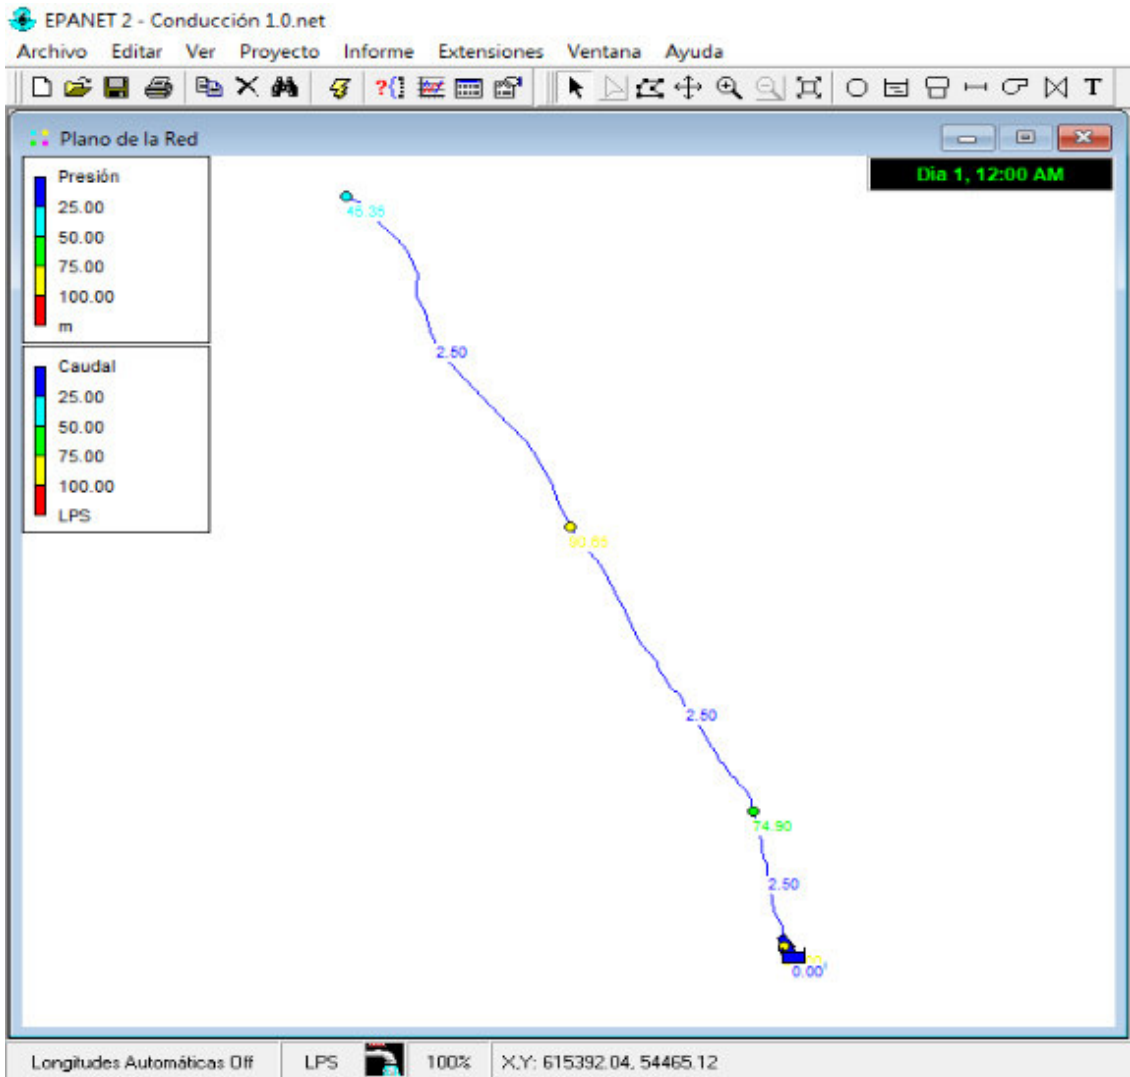 EPANET 2 - Conducción 1.0.net
Archivo Editar Ver Proyecto Informe Extensiones Ventana Ayuda
T
Plano de la Red
Dia 1, 12:00 AM
Presión
25.00
50.00
75.00
100.00
m
Caudal
25.00
50.00
75.00
100.00
LPS
45.35
2.50
90.65
2.50
74.90
2.50
0.00
Longitudes Automáticas Off LPS 100% X,Y: 615392.04, 54465.12